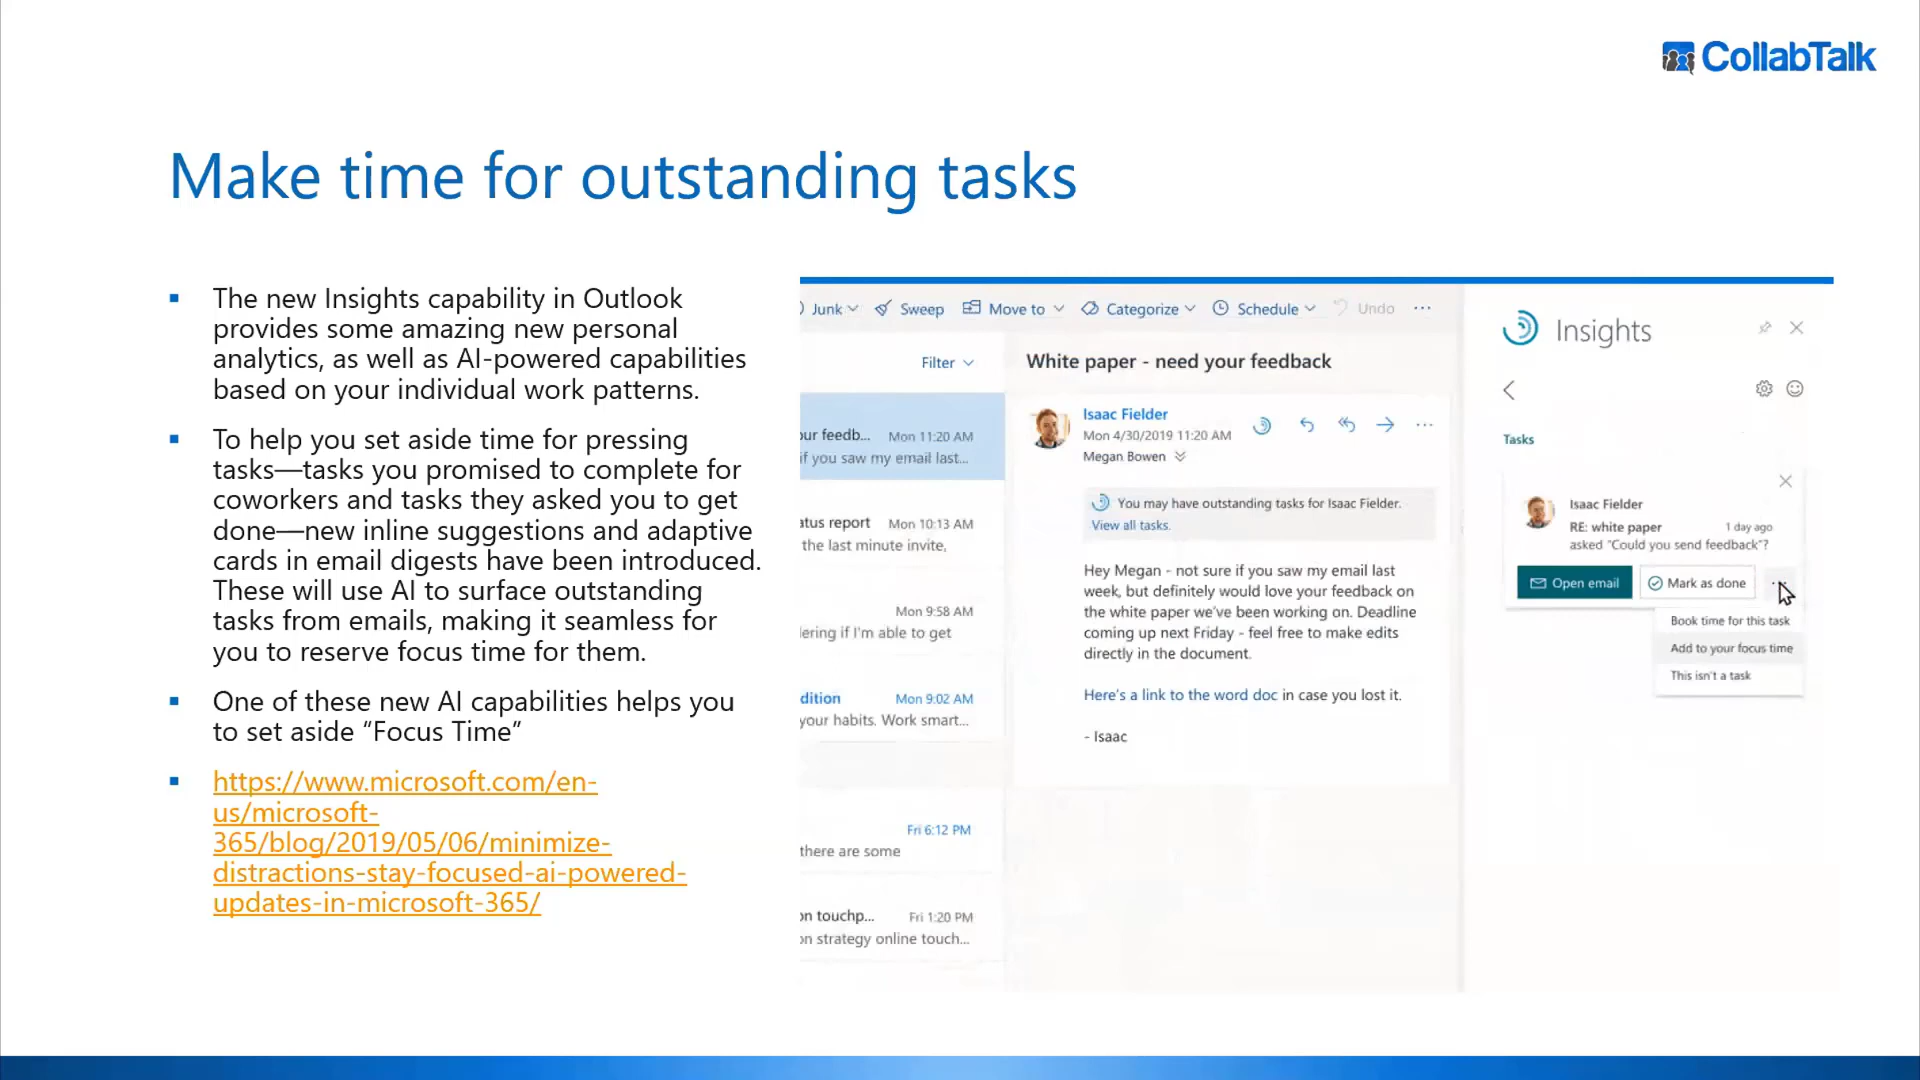 CollabTalk
Make time for outstanding tasks
▪ The new Insights capability in Outlook
provides some amazing new personal
analytics, as well as AI-powered capabilities
based on your individual work patterns.
▪ To help you set aside time for pressing
tasks—tasks you promised to complete for
coworkers and tasks they asked you to get
done—new inline suggestions and adaptive
cards in email digests have been introduced.
These will use AI to surface outstanding
tasks from emails, making it seamless for
you to reserve focus time for them.
▪ One of these new AI capabilities helps you
to set aside “Focus Time”
▪ https://www.microsoft.com/en-
us/microsoft-
365/blog/2019/05/06/minimize-
distractions-stay-focused-ai-powered-
updates-in-microsoft-365/
Junk Sweep Move to Categorize Schedule Undo ...
Filter
ur feedb... Mon 11:20 AM
if you saw my email last...
atus report Mon 10:13 AM
the last minute invite,
Mon 9:58 AM
lering if I'm able to get
dition Mon 9:02 AM
your habits. Work smart...
Fri 6:12 PM
there are some
on touchp... Fri 1:20 PM
on strategy online touch...
White paper - need your feedback
Isaac Fielder
Mon 4/30/2019 11:20 AM
Megan Bowen
You may have outstanding tasks for Isaac Fielder.
View all tasks.
Hey Megan - not sure if you saw my email last
week, but definitely would love your feedback on
the white paper we've been working on. Deadline
coming up next Friday - feel free to make edits
directly in the document.
Here's a link to the word doc in case you lost it.
- Isaac
Insights
Tasks
Isaac Fielder
RE: white paper 1 day ago
asked "Could you send feedback"?
Open email Mark as done
Book time for this task
Add to your focus time
This isn't a task